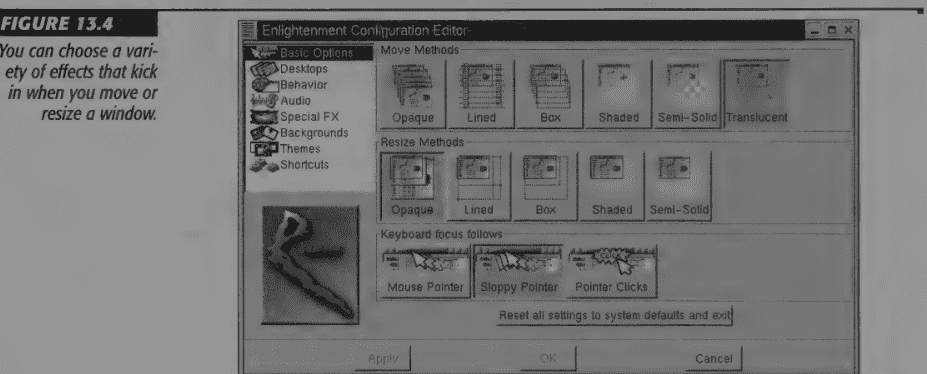 FIGURE 13.4
You can choose a vari-
ety of effects that kick
in when you move or
resize a window.
Enlightenment Configuration Editor
Basic Options
Desktops
Behavior
Audio
Special FX
Backgrounds
Themes
Shortcuts
Move Methods
Opaque Lined Box Shaded Semi-Solid Translucent
Resize Methods
Opaque Lined Box Shaded Semi-Solid
Keyboard focus follows
Mouse Pointer Sloppy Pointer Pointer Clicks
Reset all settings to system defaults and exit
Apply OK Cancel